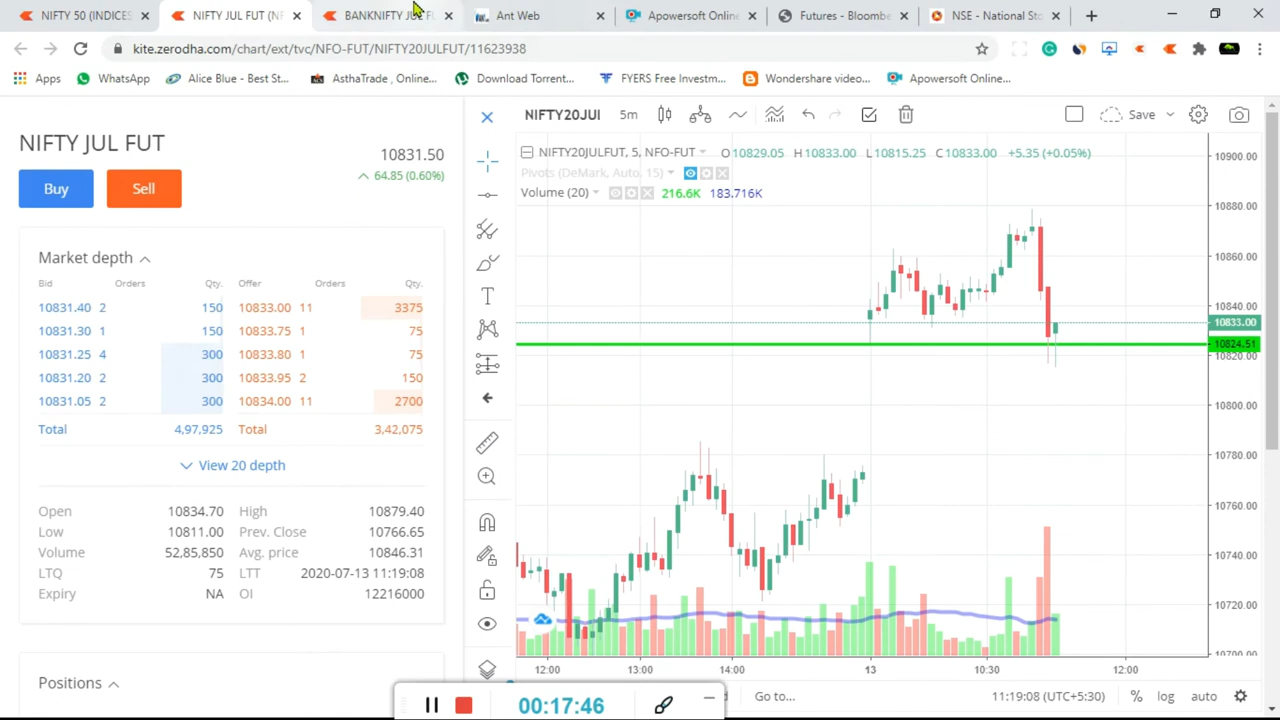 NIFTY 50 (INDICES
NIFTY JUL FUT (NF
BANKNIFTY JUL FU
Ant Web
Apowersoft Online
Futures - Bloombe
NSE - National Sto
kite.zerodha.com/chart/ext/tvc/NFO-FUT/NIFTY20JULFUT/11623938
Apps
WhatsApp
Alice Blue - Best St...
AsthaTrade , Online...
Download Torrent...
FYERS Free Investm...
Wondershare video...
Apowersoft Online...
NIFTY JUL FUT
10831.50
64.85 (0.60%)
Buy
Sell
Market depth
Bid Orders Qty. Offer Orders Qty.
10831.40 2 150 10833.00 11 3375
10831.30 1 150 10833.75 1 75
10831.25 4 300 10833.80 1 75
10831.20 2 300 10833.95 2 150
10831.05 2 300 10834.00 11 2700
Total 4,97,925 Total 3,42,075
View 20 depth
Open 10834.70 High 10879.40
Low 10811.00 Prev. Close 10766.65
Volume 52,85,850 Avg. price 10846.31
LTQ 75 LTT 2020-07-13 11:19:08
Expiry NA OI 12216000
Positions
NIFTY20JUl 5m Save
NIFTY20JULFUT, 5, NFO-FUT O10829.05 H10833.00 L10815.25 C10833.00 +5.35 (+0.05%)
Pivots (DeMark, Auto, 15)
Volume (20) 216.6K 183.716K
10900.00
10880.00
10860.00
10840.00
10833.00
10824.51
10820.00
10800.00
10780.00
10760.00
10740.00
10720.00
10700.00
12:00 13:00 14:00 13 10:30 12:00
Go to... 11:19:08 (UTC+5:30) % log auto
00:17:46